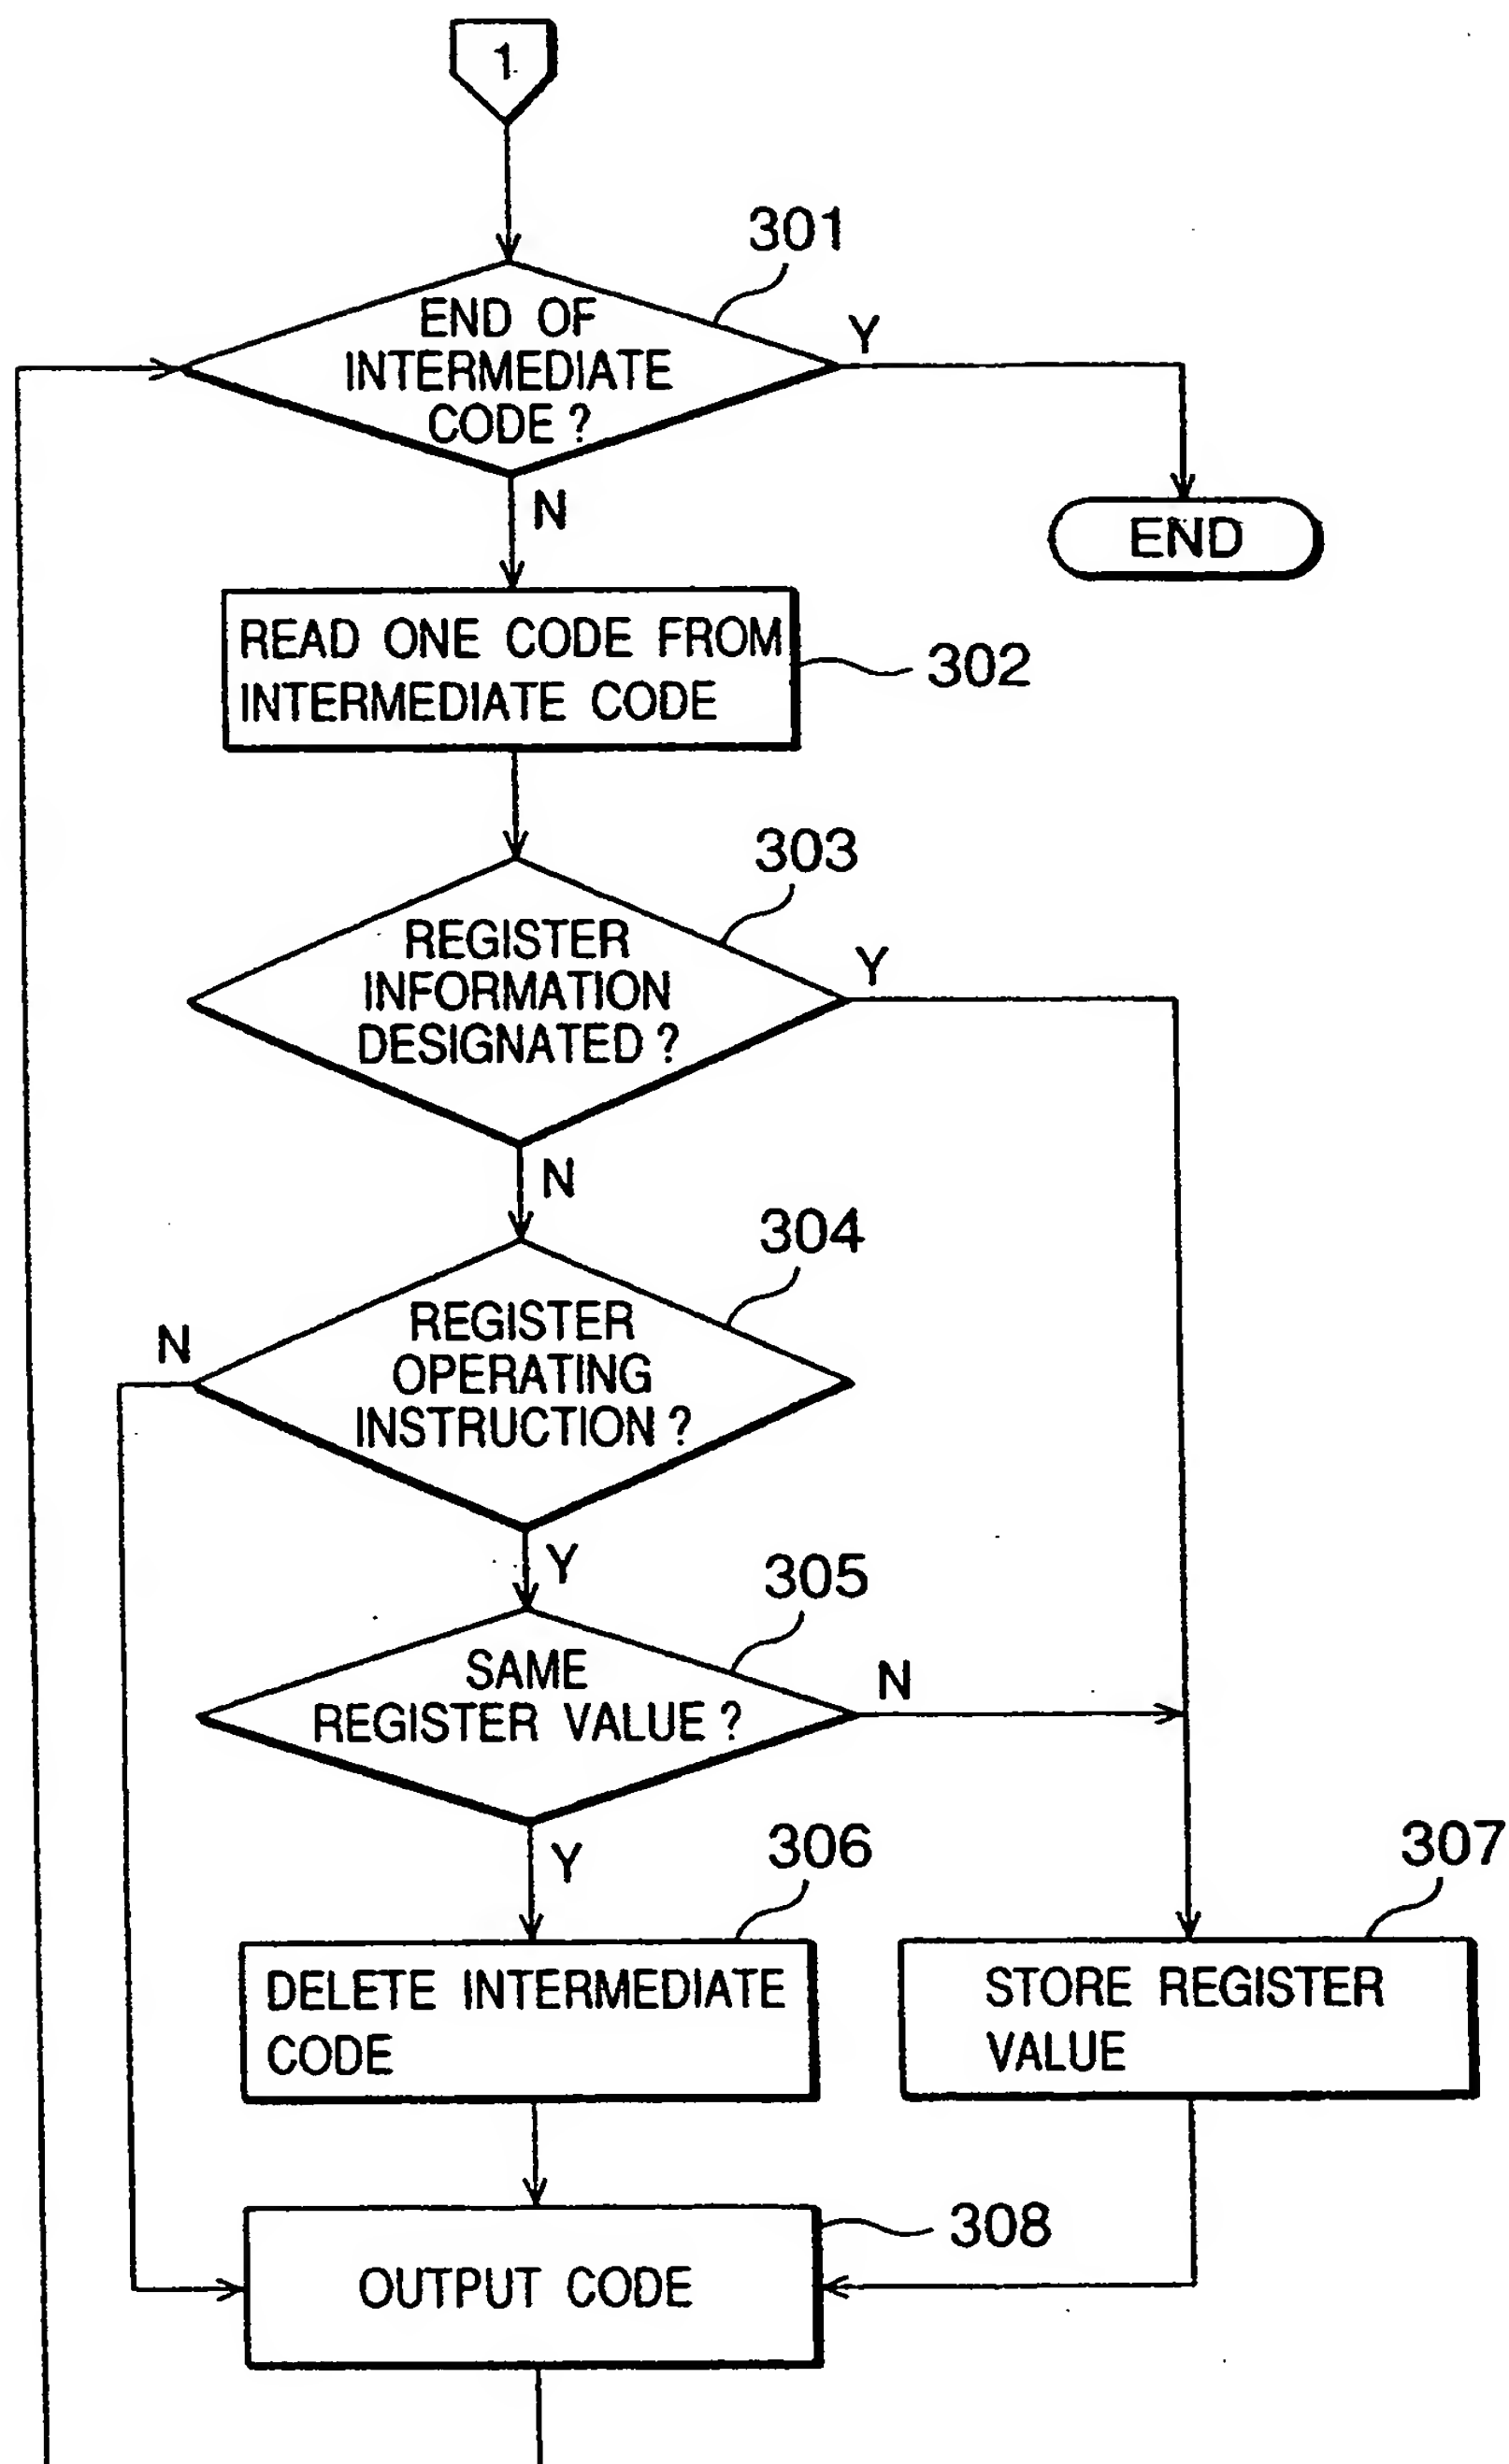 1
301
END OF
INTERMEDIATE
CODE ?
Y
N
END
READ ONE CODE FROM
INTERMEDIATE CODE
302
303
REGISTER
INFORMATION
DESIGNATED ?
Y
N
304
REGISTER
OPERATING
INSTRUCTION ?
N
Y
305
SAME
REGISTER VALUE ?
N
Y
306
307
DELETE INTERMEDIATE
CODE
STORE REGISTER
VALUE
308
OUTPUT CODE